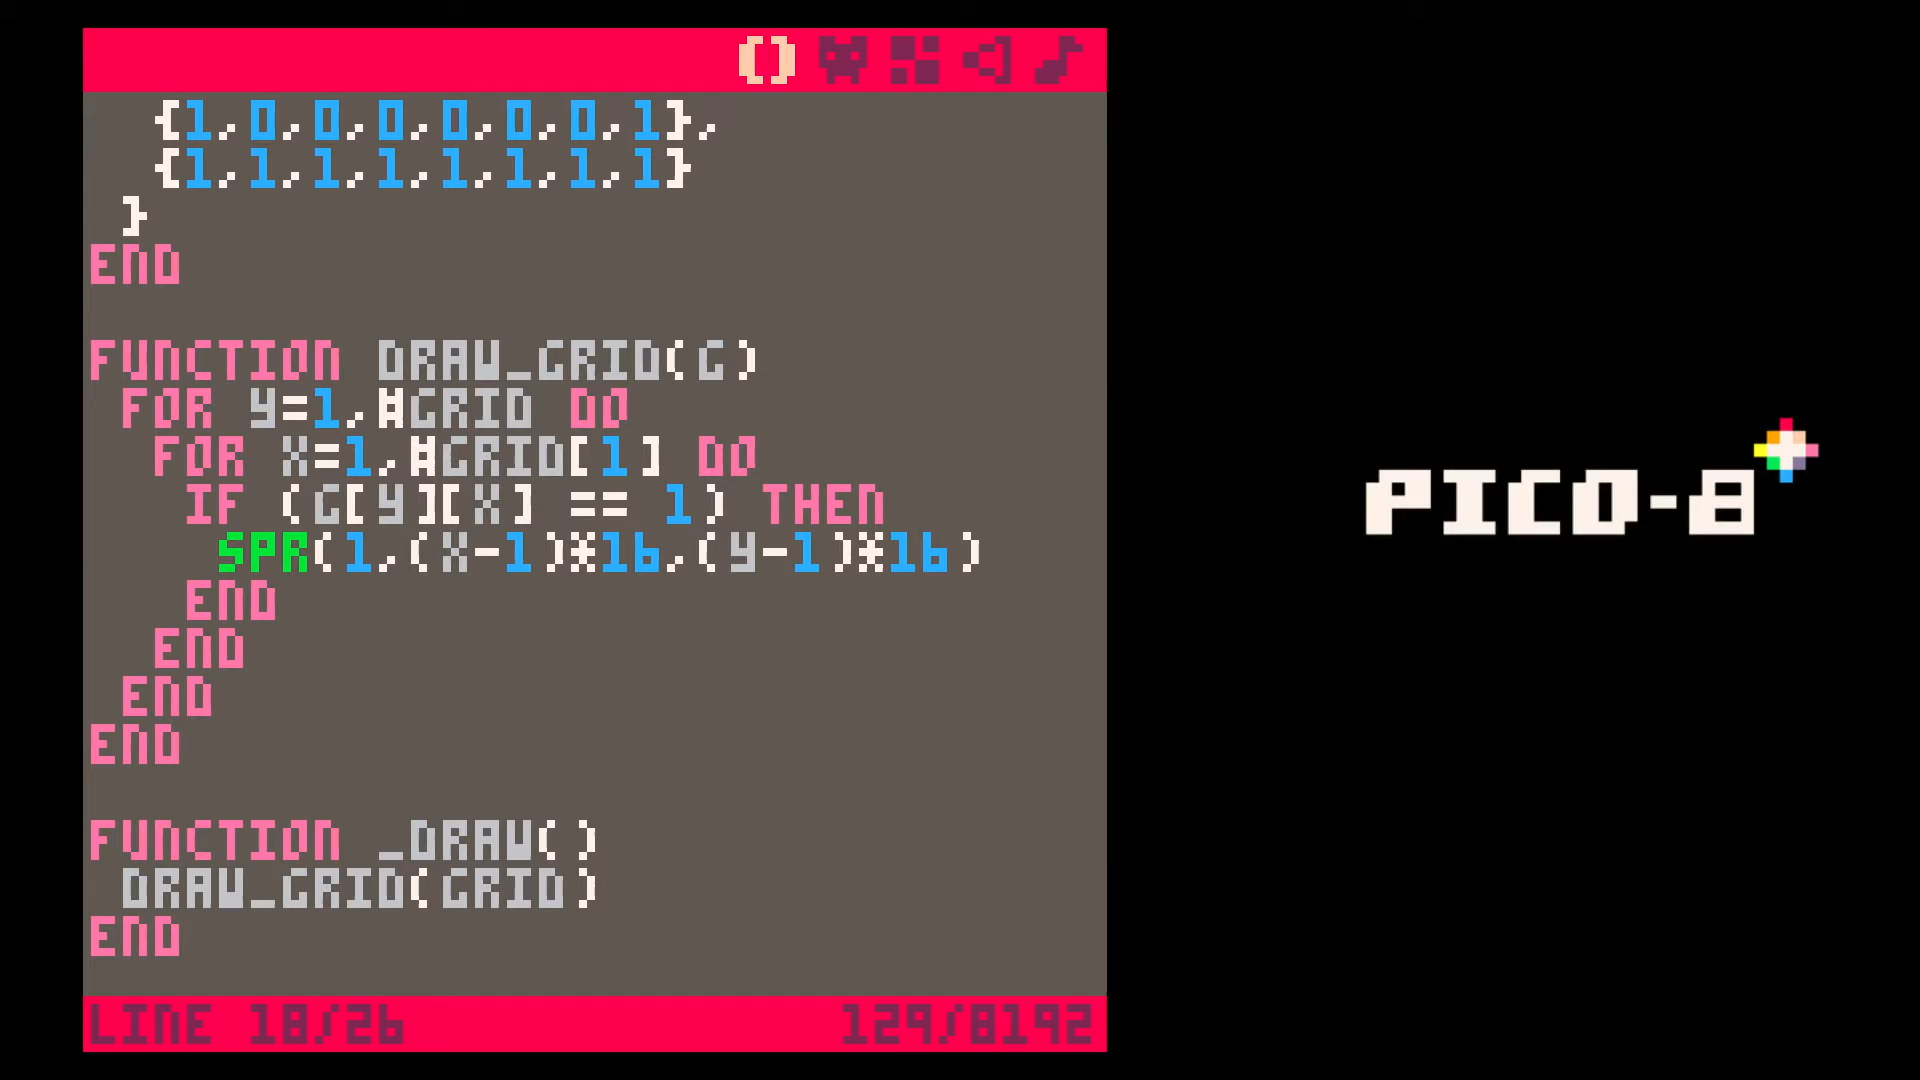 {1,0,0,0,0,0,0,1},
{1,1,1,1,1,1,1,1}
}
END
FUNCTION DRAW_GRID(G)
FOR Y=1,#GRID DO
FOR X=1,#GRID[1] DO
IF (G[Y][X] == 1) THEN
SPR(1,(X-1)*16,(Y-1)*16)
END
END
END
END
FUNCTION _DRAW()
DRAW_GRID(GRID)
END
LINE 18/26 129/8192
PICO-8